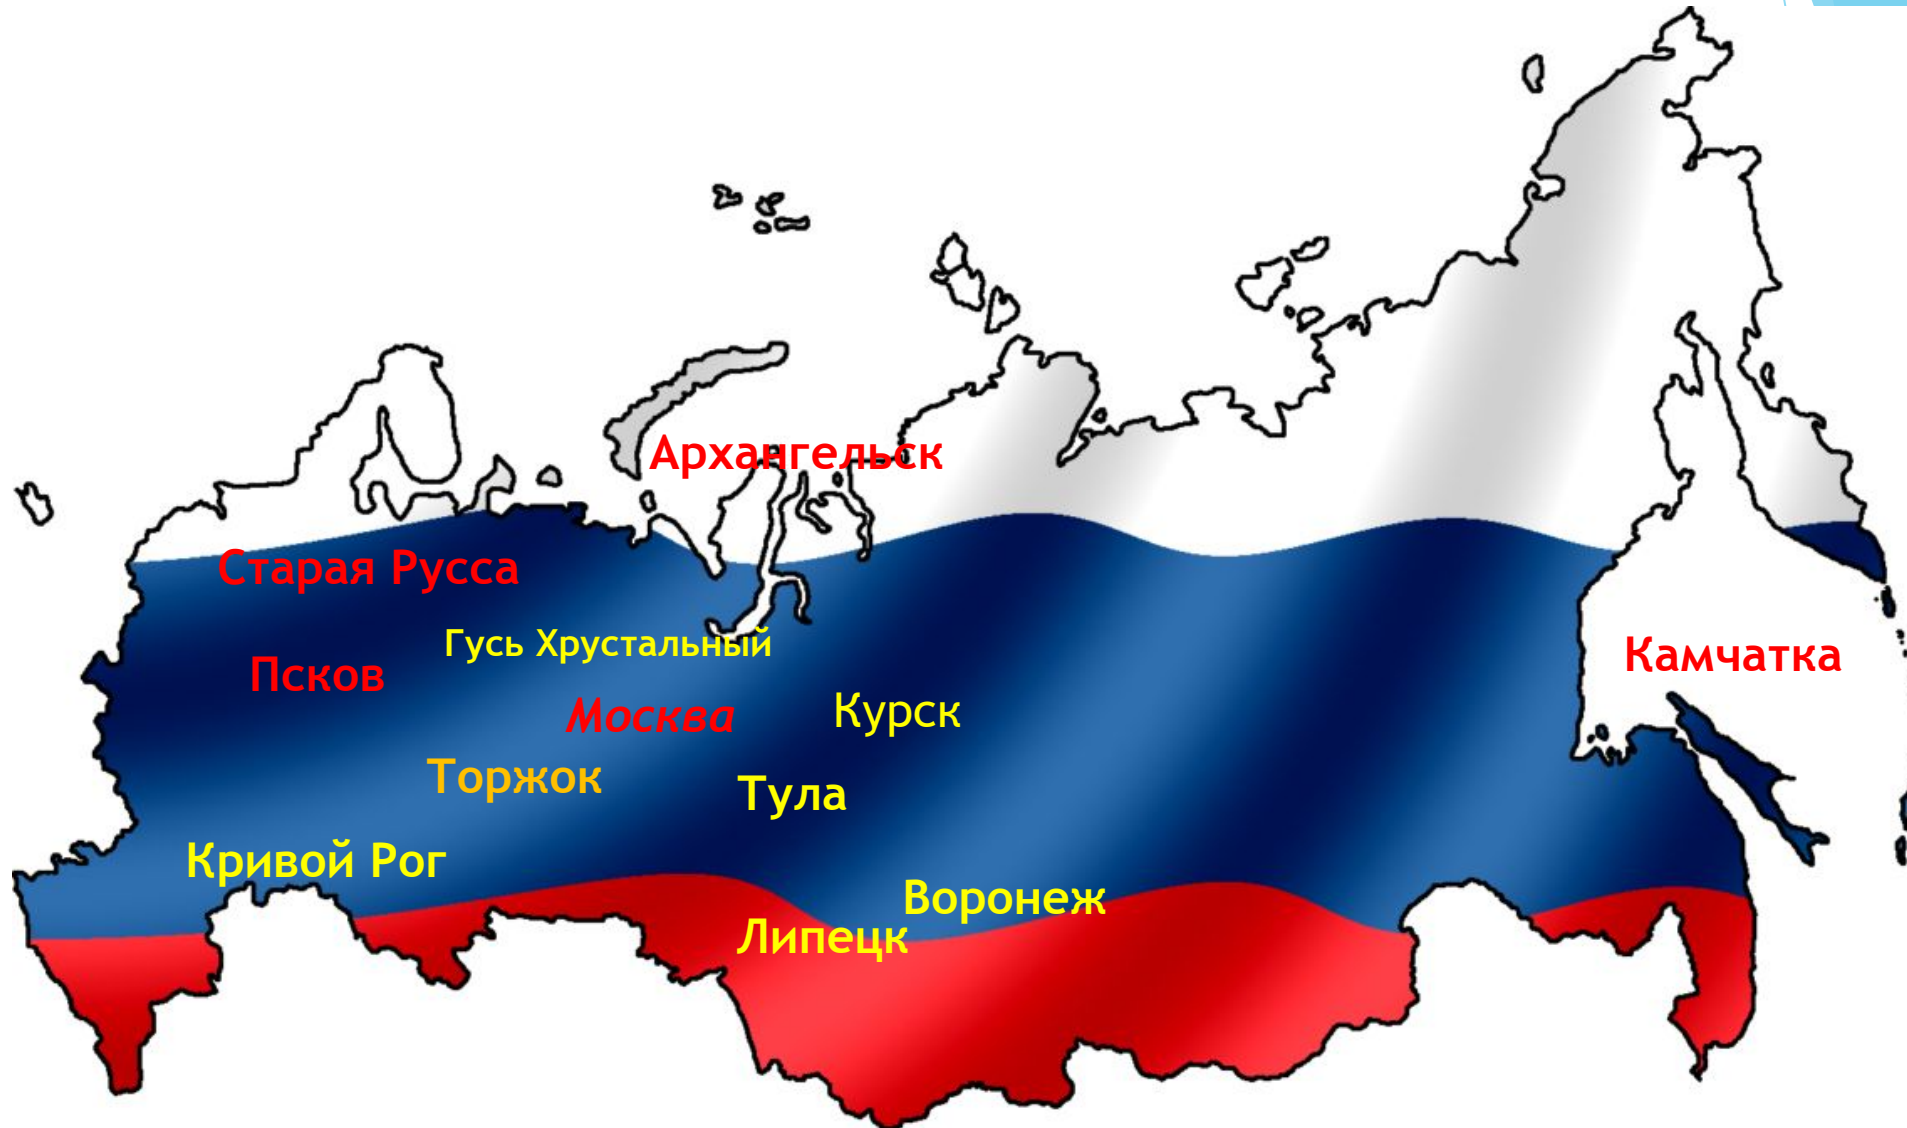 Архангельск
Старая Русса
Гусь Хрустальный
Камчатка
Псков
Москва
Курск
Торжок
Тула
Кривой Рог
Воронеж
Липецк